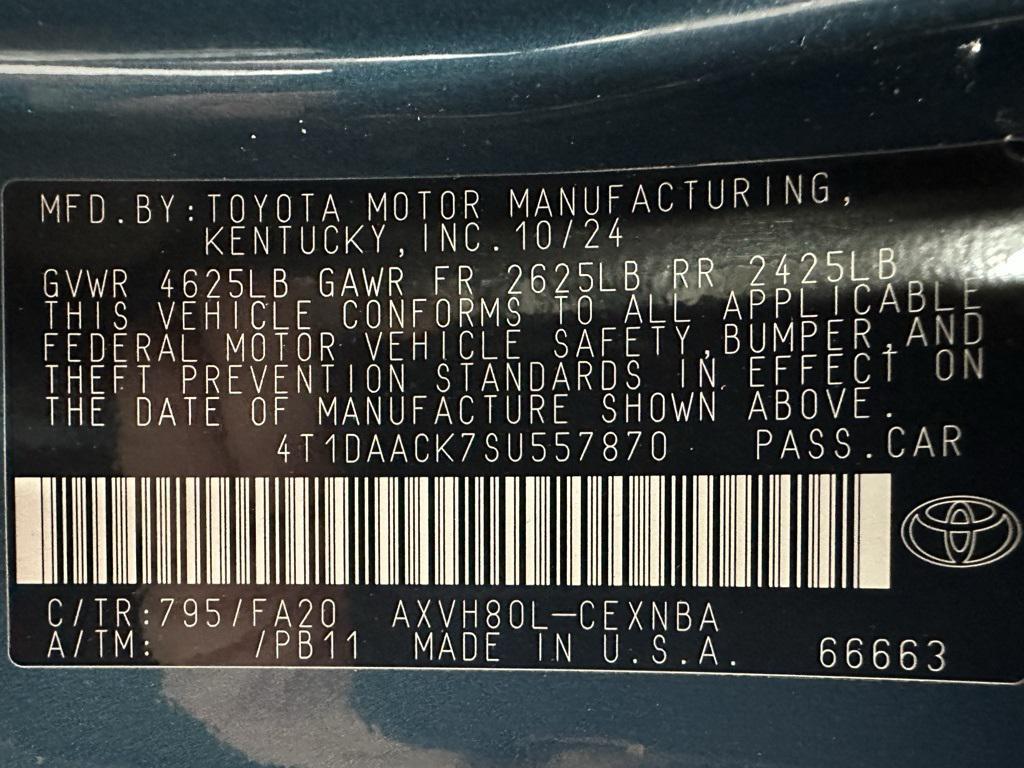 MFD.BY:TOYOTA MOTOR MANUFACTURING,
KENTUCKY,INC.10/24
GVWR 4625LB GAWR FR 2625LB RR 2425LB
THIS VEHICLE CONFORMS TO ALL APPLICABLE
FEDERAL MOTOR VEHICLE SAFETY,BUMPER,AND
THEFT PREVENTION STANDARDS IN EFFECT ON
THE DATE OF MANUFACTURE SHOWN ABOVE.
4T1DAACK7SU557870 PASS.CAR
C/TR:795/FA20 AXVH80L-CEXNBA
A/TM: /PB11 MADE IN U.S.A. 66663